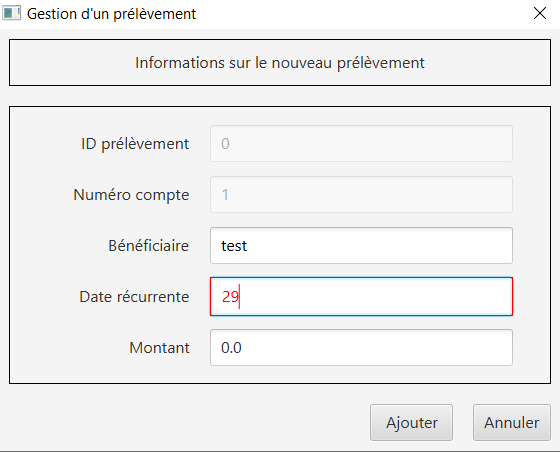 Gestion d'un prélèvement
Informations sur le nouveau prélèvement
ID prélèvement 0
Numéro compte 1
Bénéficiaire test
Date récurrente 29
Montant 0.0
Ajouter Annuler